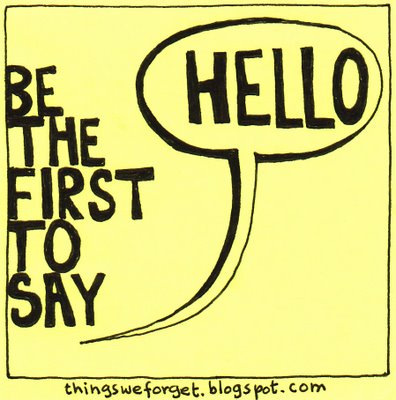 BE
THE
FIRST
TO
SAY
HELLO
thingsweforget.blogspot.com